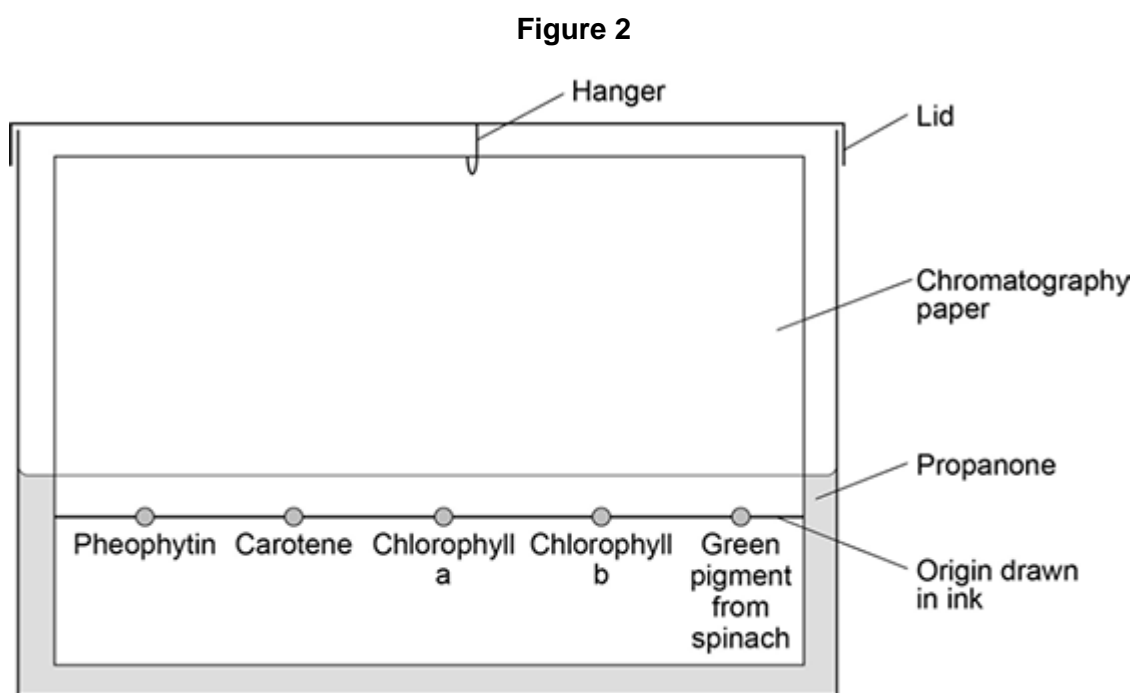 Figure 2
Hanger
Lid
Chromatography
paper
Propanone
Pheophytin
Carotene
Chlorophyll
a
Chlorophyll
b
Green
pigment
from
spinach
Origin drawn
in ink